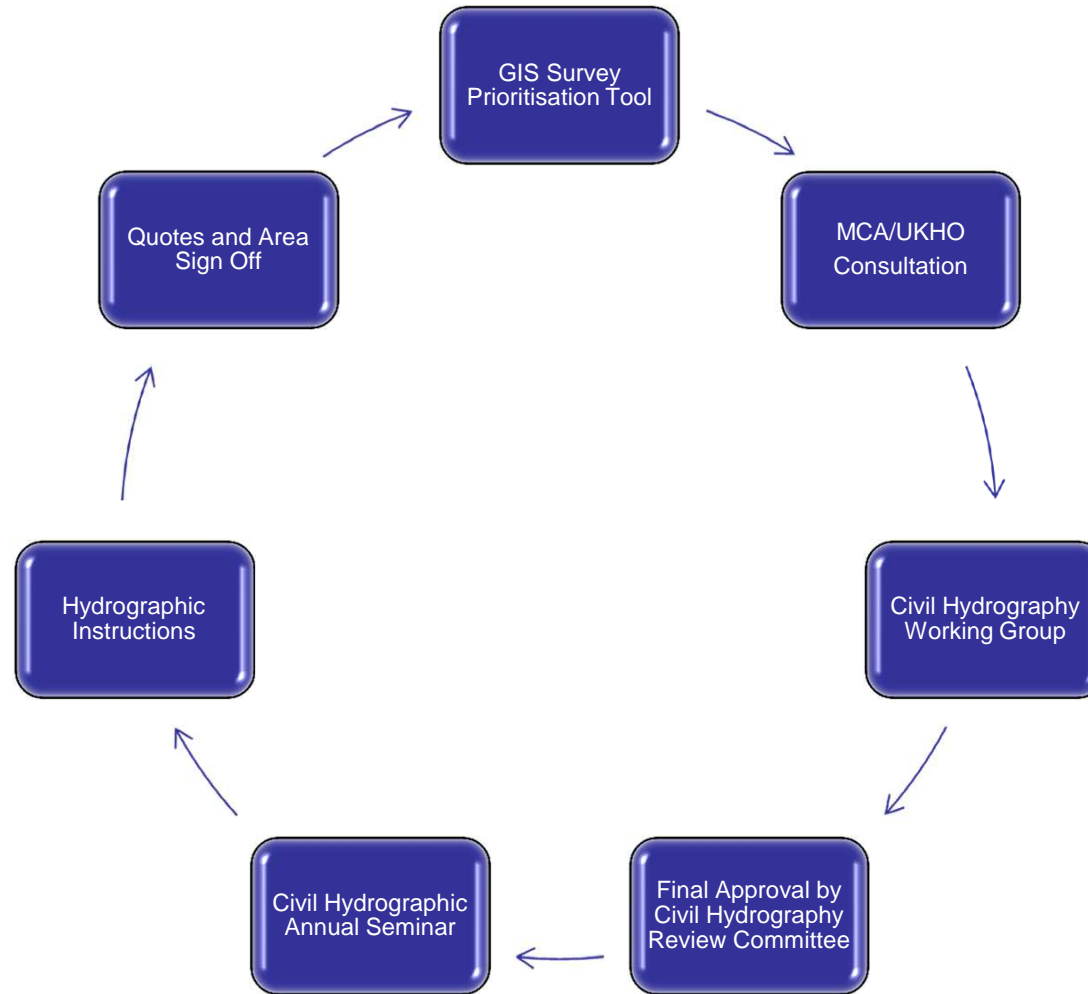 GIS Survey
Prioritisation Tool
MCA/UKHO
Consultation
Civil Hydrography
Working Group
Final Approval by
Civil Hydrography
Review Committee
Civil Hydrographic
Annual Seminar
Hydrographic
Instructions
Quotes and Area
Sign Off